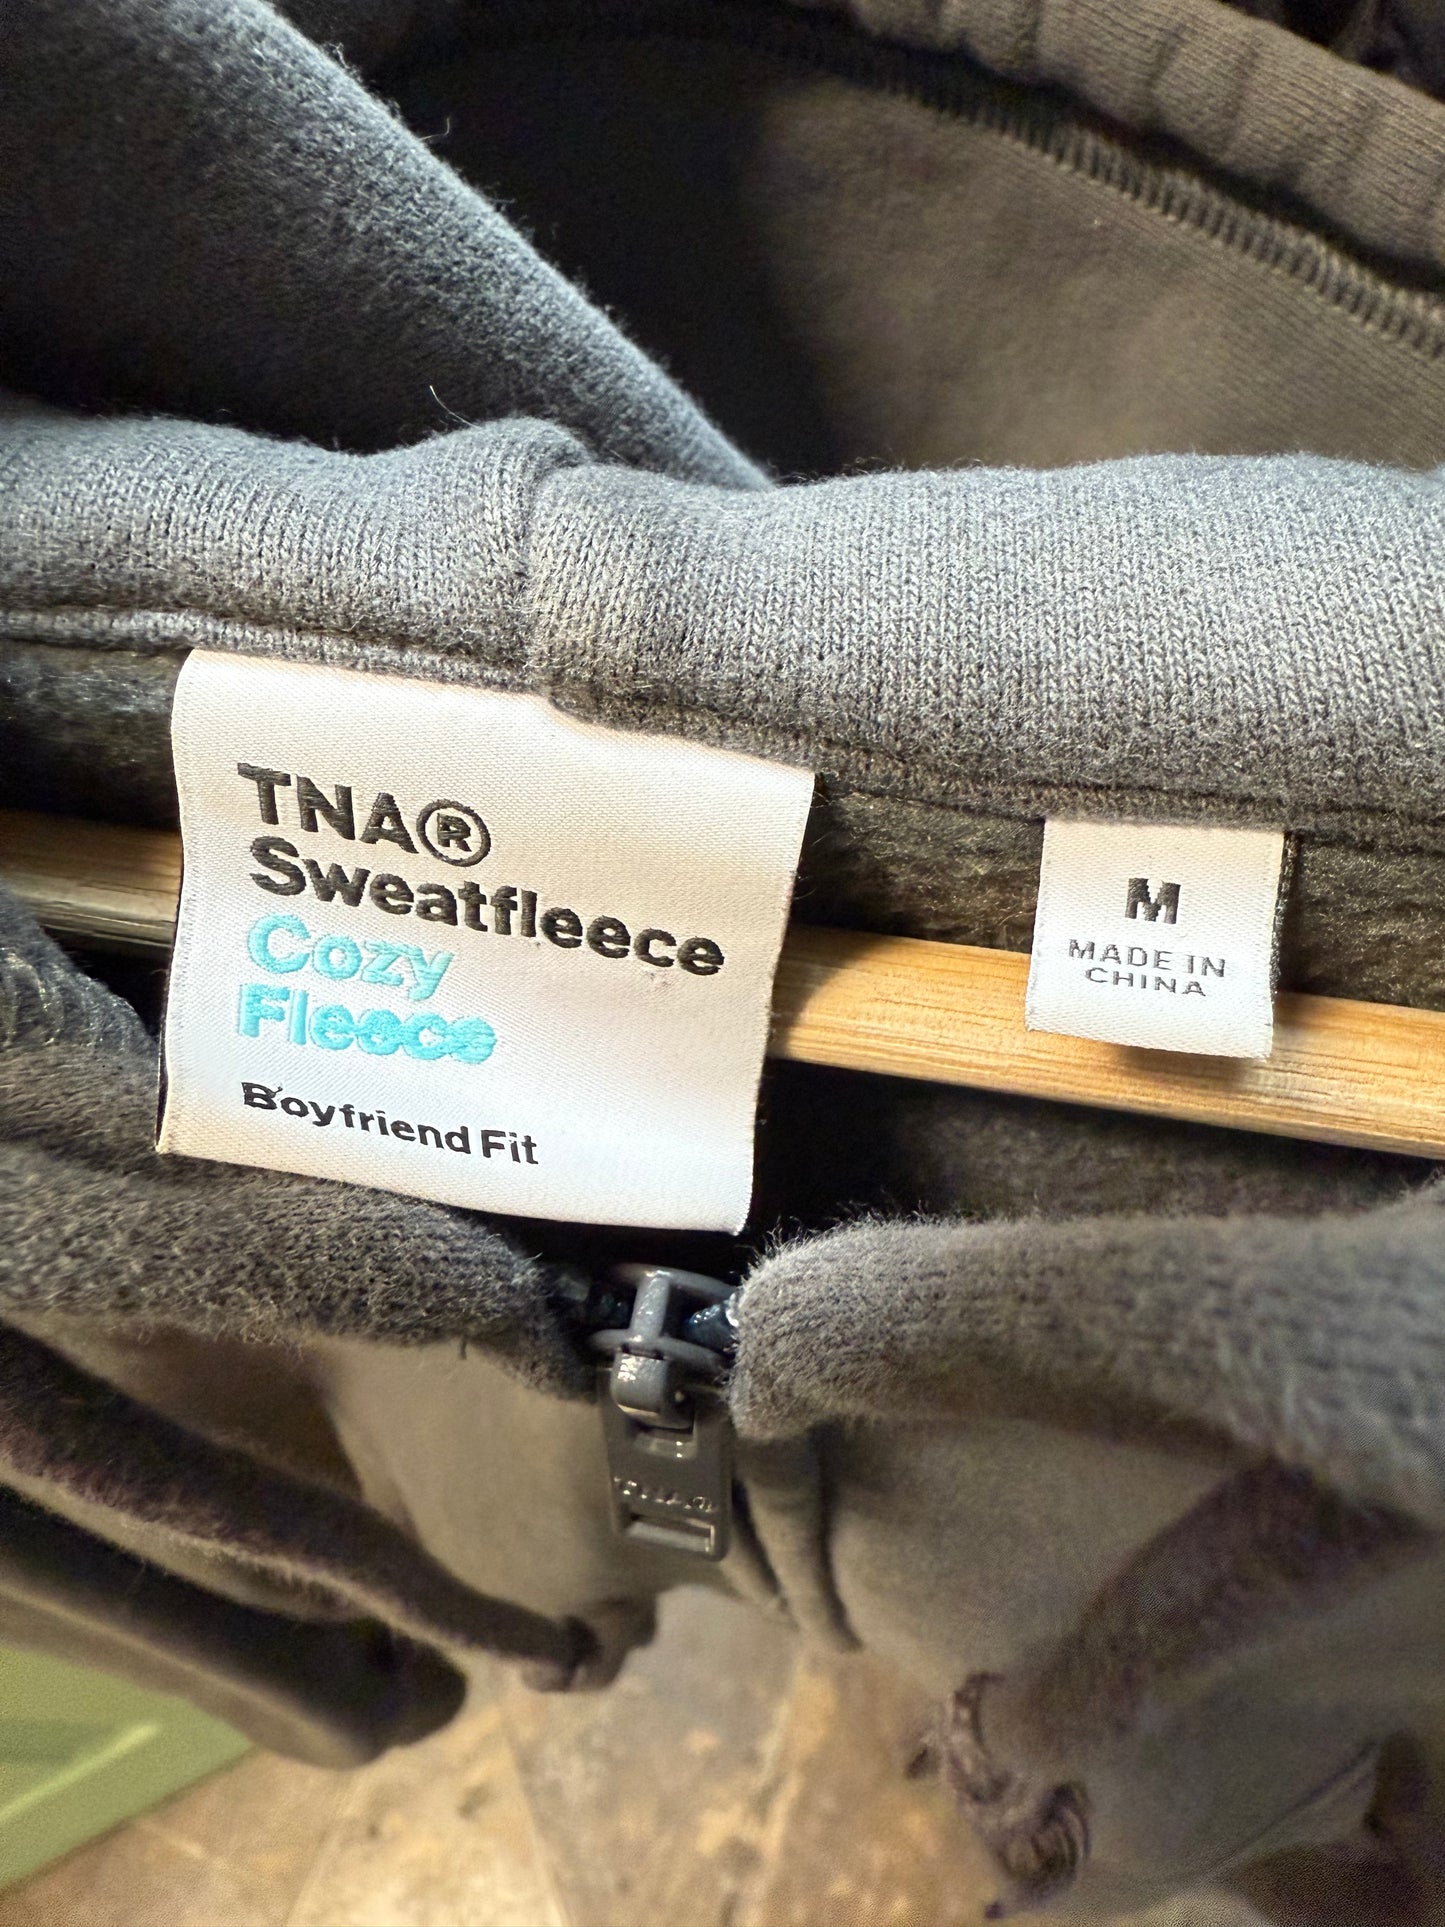 TNA®
Sweatfleece
Cozy
Fleece
Boyfriend Fit
M
MADE IN
CHINA